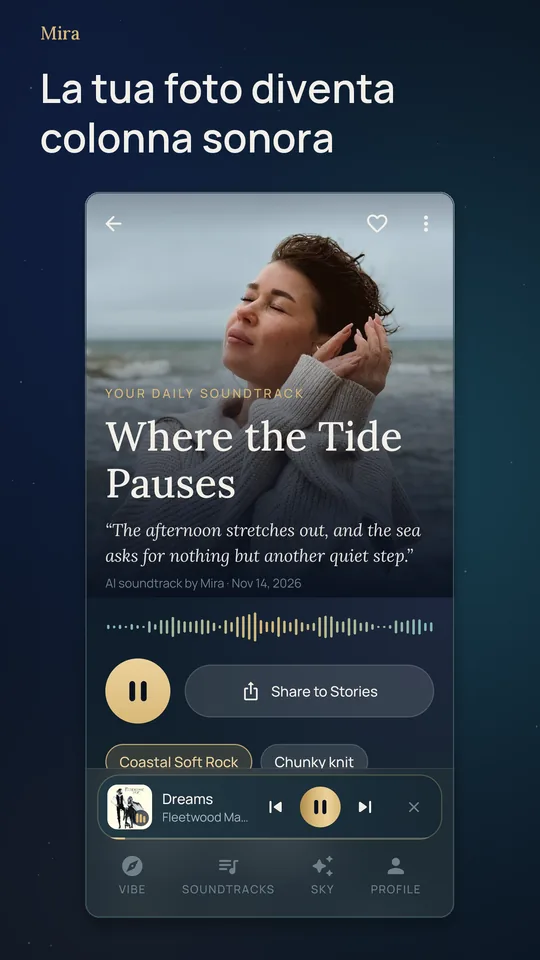 Mira
La tua foto diventa
colonna sonora
YOUR DAILY SOUNDTRACK
Where the Tide
Pauses
“The afternoon stretches out, and the sea
asks for nothing but another quiet step.”
AI soundtrack by Mira · Nov 14, 2026
Share to Stories
Coastal Soft Rock
Chunky knit
Dreams
Fleetwood Ma...
VIBE
SOUNDTRACKS
SKY
PROFILE